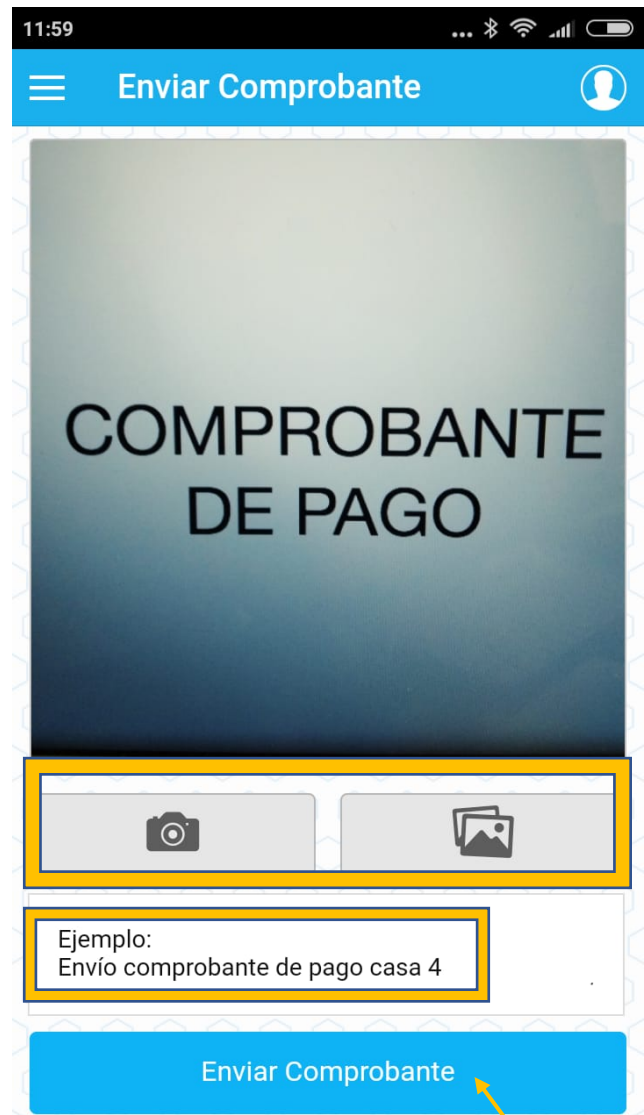 11:59
Enviar Comprobante
COMPROBANTE
DE PAGO
Ejemplo:
Envío comprobante de pago casa 4
Enviar Comprobante